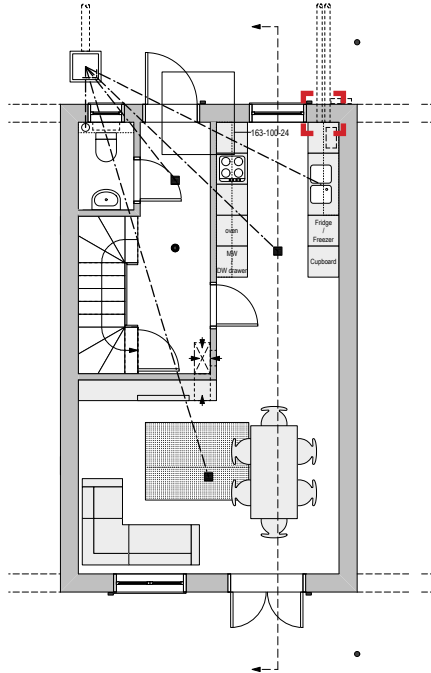 163-100-24
oven
MW
/
DW drawer
Fridge
/
Freezer
Cupboard